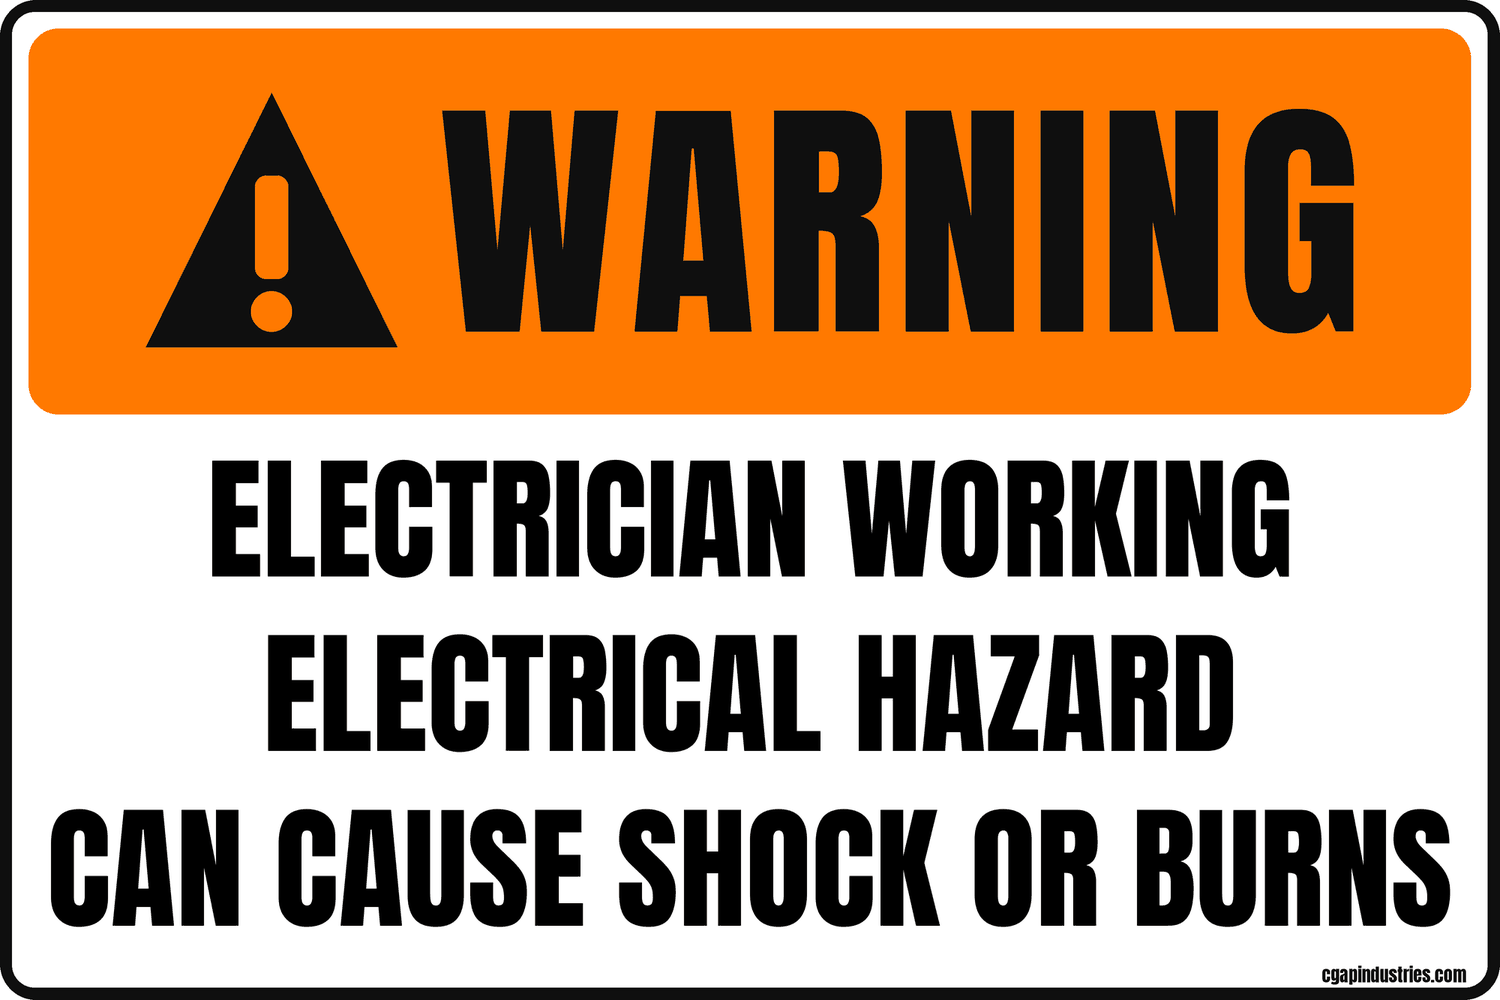 WARNING
ELECTRICIAN WORKING
ELECTRICAL HAZARD
CAN CAUSE SHOCK OR BURNS
cgapindustries.com